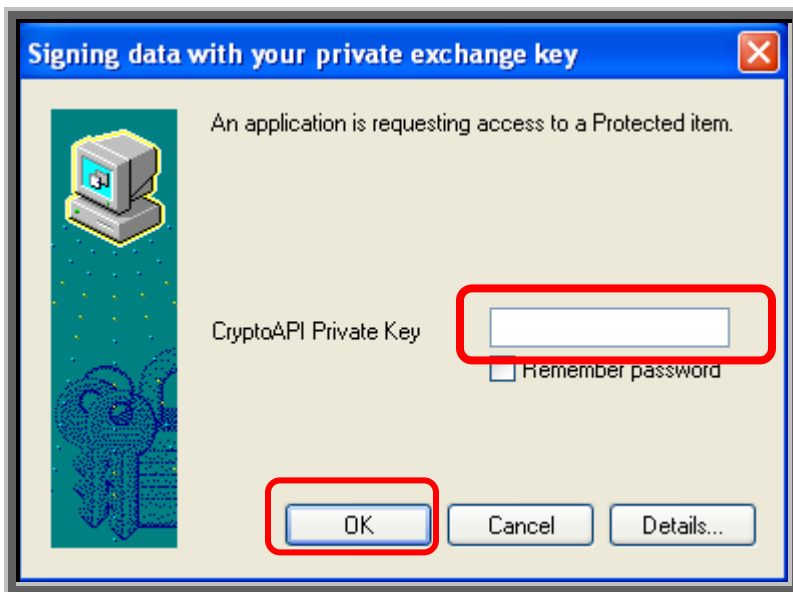 Signing data with your private exchange key
An application is requesting access to a Protected item.
CryptoAPI Private Key
Remember password
OK
Cancel
Details...